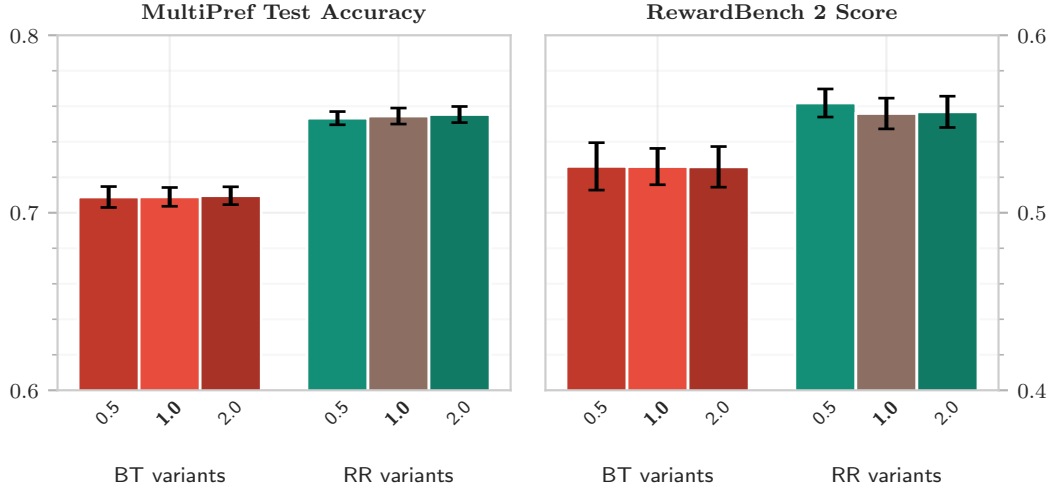 MultiPref Test Accuracy
RewardBench 2 Score
0.8
0.7
0.6
0.6
0.5
0.4
0.5 1.0 2.0 0.5 1.0 2.0
0.5 1.0 2.0 0.5 1.0 2.0
BT variants RR variants
BT variants RR variants